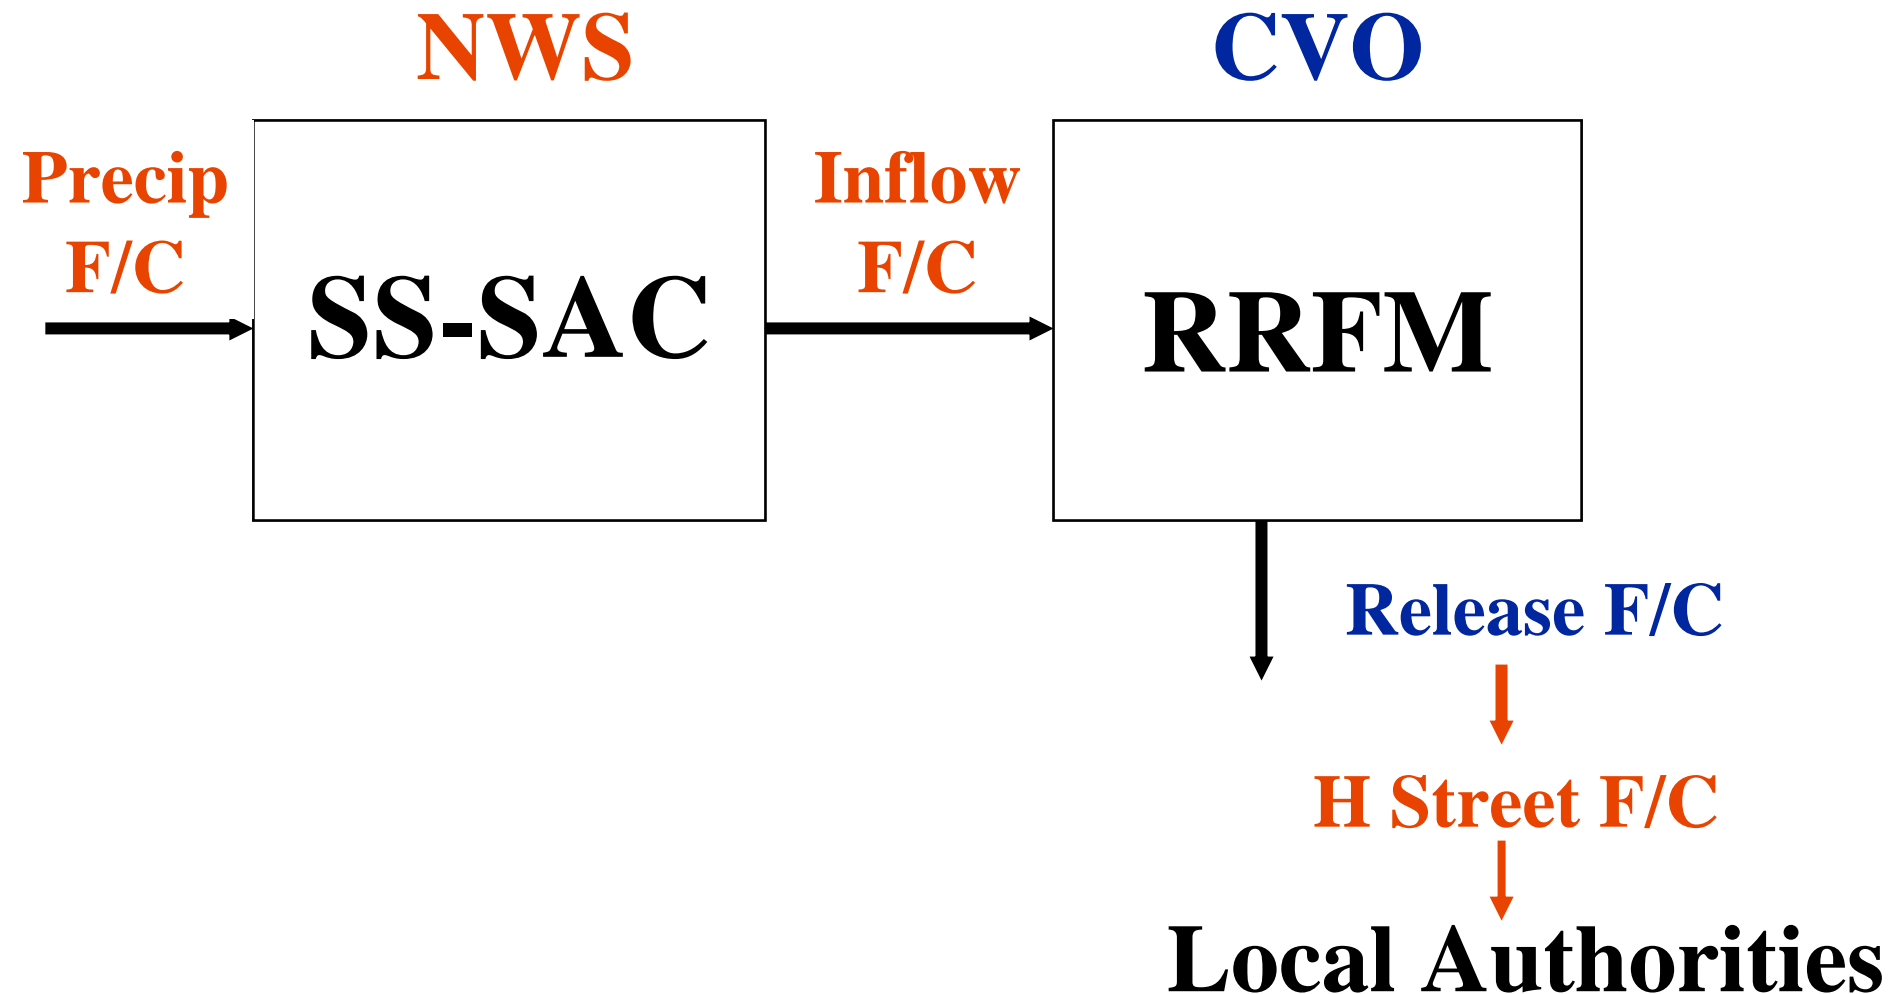 NWS
CVO
Precip
F/C
SS-SAC
Inflow
F/C
RRFM
Release F/C
H Street F/C
Local Authorities